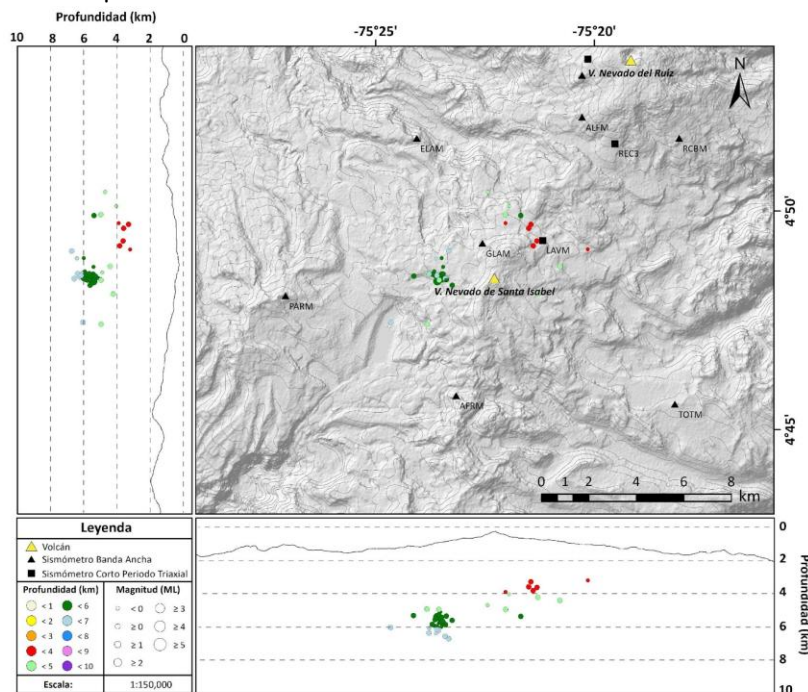 Profundidad (km)
10 8 6 4 2 0
-75°25' -75°20'
N
V. Nevado del Ruiz
ALFM
ELAM
REC3
RCBM
4°50'
GLAM
LAVM
V. Nevado de Santa Isabel
PARM
AFRM
TOTM
4°45'
0 1 2 4 6 8
km
Leyenda
Volcán
Sismómetro Banda Ancha
Sismómetro Corto Periodo Triaxial
Profundidad (km) Magnitud (ML)
< 1 < 6 < 0 ≥ 3
< 2 < 7 ≥ 0 ≥ 4
< 3 < 8 ≥ 1 ≥ 5
< 4 < 9 ≥ 2
< 5 < 10
Escala: 1:150,000
0
2
4
6
8
10
Profundidad (km)